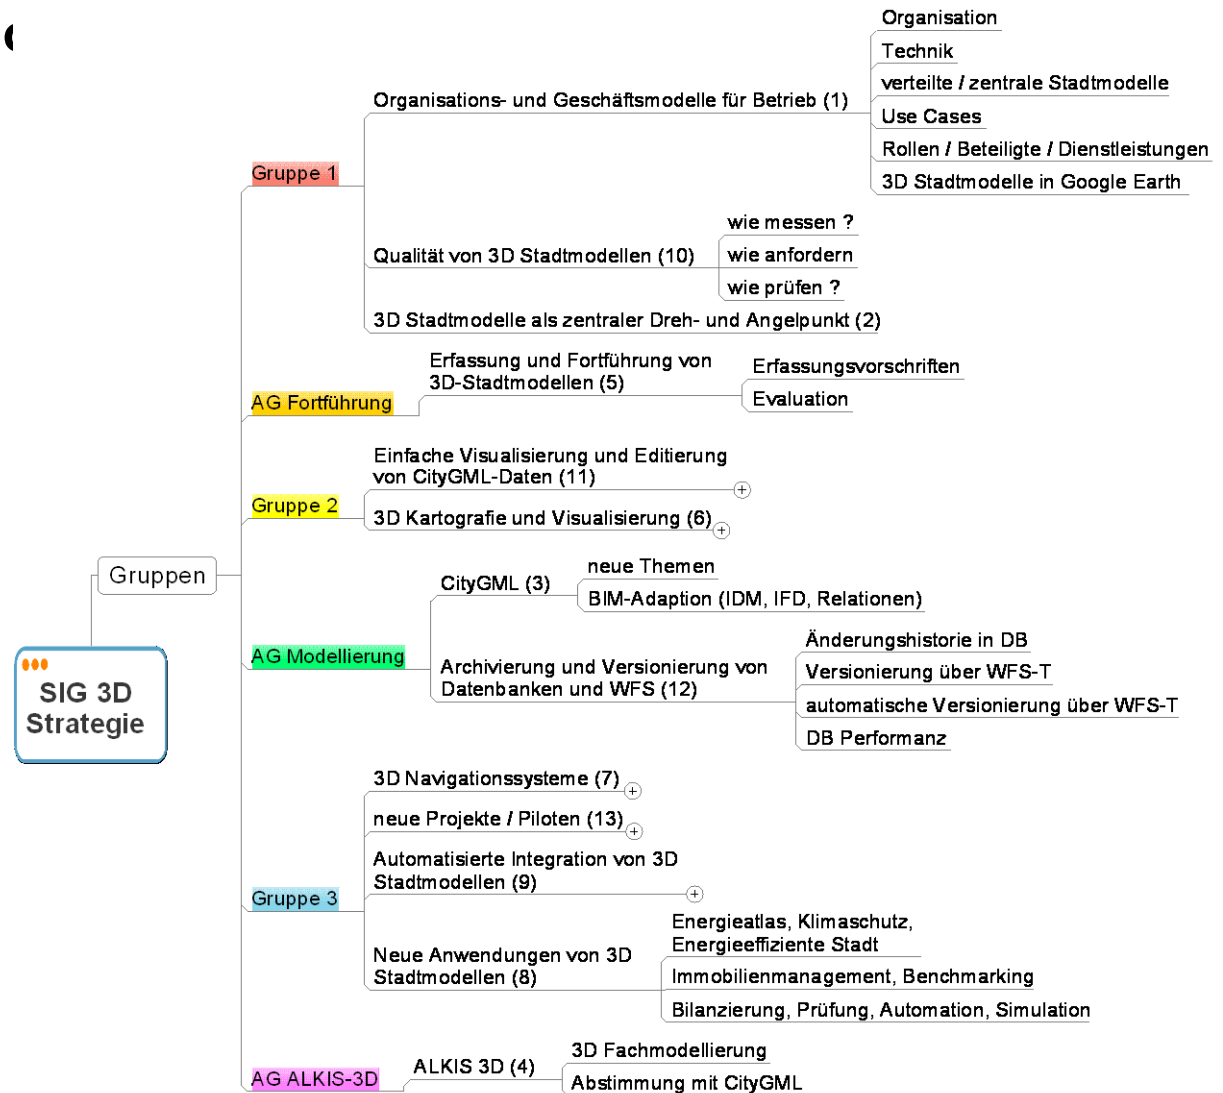 Organisation
Technik
verteilte / zentrale Stadtmodelle
Organisations- und Geschäftsmodelle für Betrieb (1)
Use Cases
Rollen / Beteiligte / Dienstleistungen
Gruppe 1
3D Stadtmodelle in Google Earth
wie messen ?
Qualität von 3D Stadtmodellen (10)
wie anfordern
wie prüfen ?
3D Stadtmodelle als zentraler Dreh- und Angelpunkt (2)
Erfassung und Fortführung von
3D-Stadtmodellen (5)
Erfassungsvorschriften
AG Fortführung
Evaluation
Einfache Visualisierung und Editierung
von CityGML-Daten (11)
Gruppe 2
3D Kartografie und Visualisierung (6)
Gruppen
neue Themen
CityGML (3)
BIM-Adaption (IDM, IFD, Relationen)
AG Modellierung
Änderungshistorie in DB
Archivierung und Versionierung von
Datenbanken und WFS (12)
Versionierung über WFS-T
automatische Versionierung über WFS-T
DB Performanz
SIG 3D
Strategie
3D Navigationssysteme (7)
neue Projekte / Piloten (13)
Automatisierte Integration von 3D
Stadtmodellen (9)
Gruppe 3
Neue Anwendungen von 3D
Stadtmodellen (8)
Energieatlas, Klimaschutz,
Energieeffiziente Stadt
Immobilienmanagement, Benchmarking
Bilanzierung, Prüfung, Automation, Simulation
AG ALKIS-3D
ALKIS 3D (4)
3D Fachmodellierung
Abstimmung mit CityGML